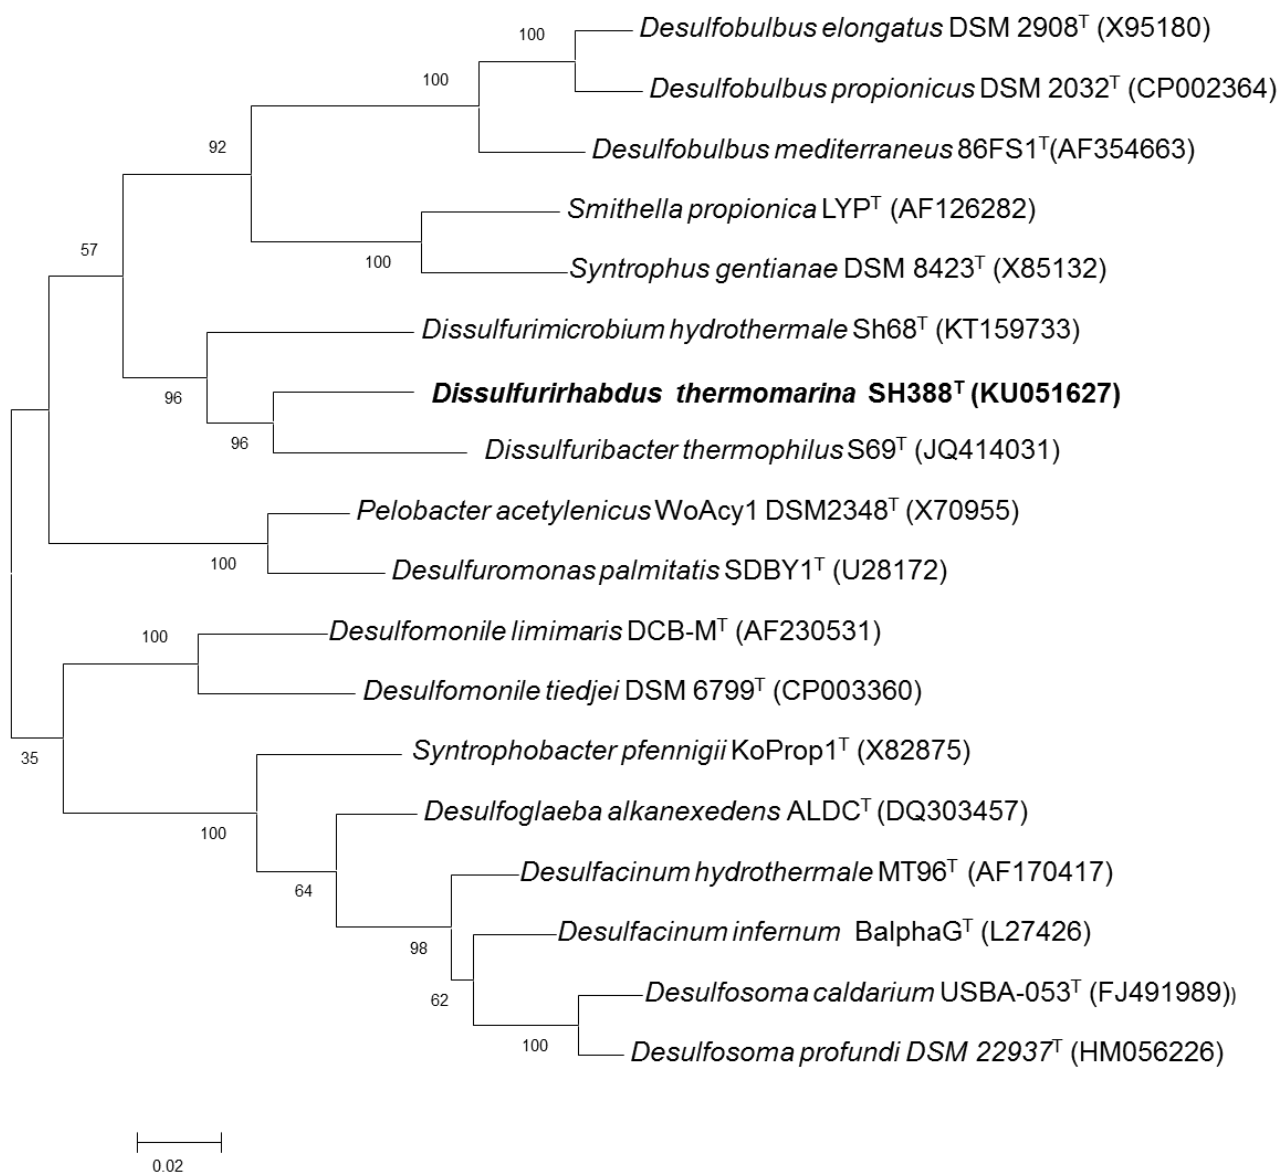 100
Desulfobulbus elongatus DSM 2908ᵀ (X95180)
100
Desulfobulbus propionicus DSM 2032ᵀ (CP002364)
92
Desulfobulbus mediterraneus 86FS1ᵀ(AF354663)
Smithella propionica LYPᵀ (AF126282)
57
100
Syntrophus gentianae DSM 8423ᵀ (X85132)
Dissulfurimicrobium hydrothermale Sh68ᵀ (KT159733)
96
Dissulfurirhabdus thermomarina SH388ᵀ (KU051627)
96
Dissulfuribacter thermophilus S69ᵀ (JQ414031)
Pelobacter acetylenicus WoAcy1 DSM2348ᵀ (X70955)
100
Desulfuromonas palmitatis SDBY1ᵀ (U28172)
100
Desulfomonile limimaris DCB-Mᵀ (AF230531)
Desulfomonile tiedjei DSM 6799ᵀ (CP003360)
35
Syntrophobacter pfennigii KoProp1ᵀ (X82875)
100
Desulfoglaeba alkanexedens ALDCᵀ (DQ303457)
64
Desulfacinum hydrothermale MT96ᵀ (AF170417)
98
Desulfacinum infernum BalphaGᵀ (L27426)
62
Desulfosoma caldarium USBA-053ᵀ (FJ491989))
100
Desulfosoma profundi DSM 22937ᵀ (HM056226)
0.02